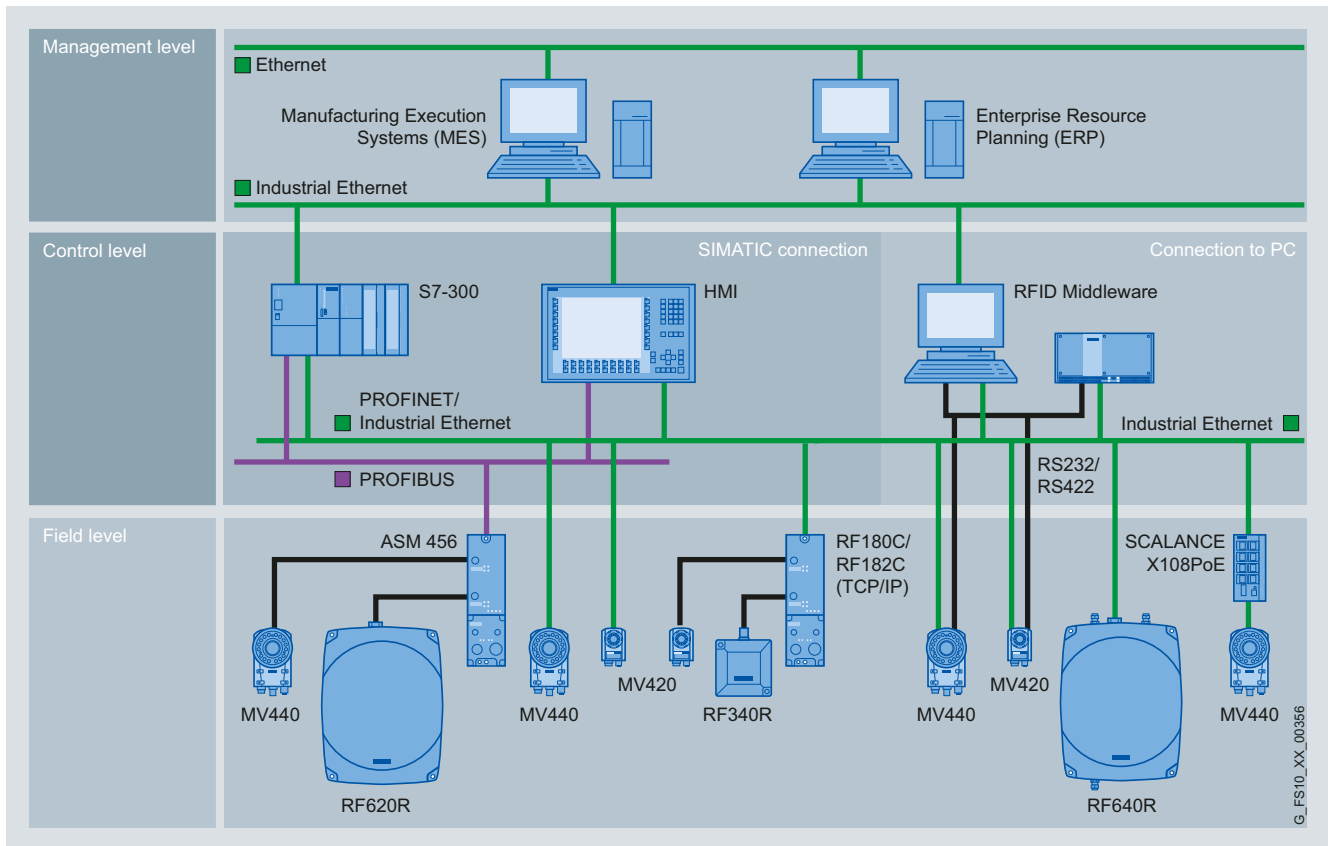 Management level
Ethernet
Manufacturing Execution
Systems (MES)
Enterprise Resource
Planning (ERP)
Industrial Ethernet
Control level
SIMATIC connection
Connection to PC
S7-300
HMI
RFID Middleware
PROFINET/
Industrial Ethernet
Industrial Ethernet
PROFIBUS
RS232/
RS422
Field level
ASM 456
RF180C/
RF182C
(TCP/IP)
SCALANCE
X108PoE
MV440
RF620R
MV440
MV420
RF340R
MV440
MV420
RF640R
MV440
G_FS10_XX_00356